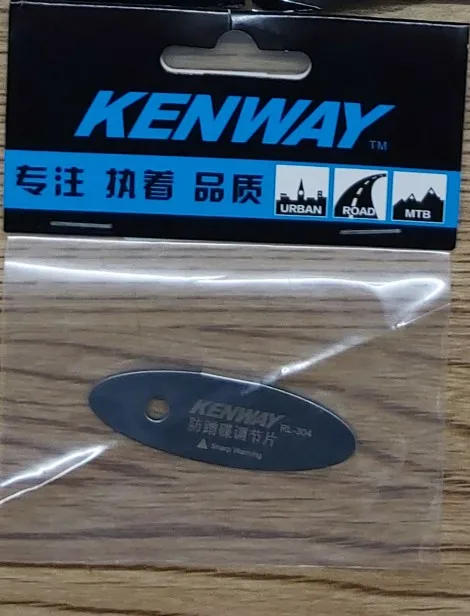 KENWAY TM
专注 执着 品质
URBAN
ROAD
MTB
KENWAY
防蹭碟调节片 RL-304
Sharp Warning